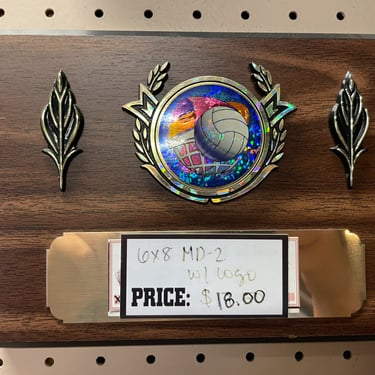 6x8 MD-2
w/ logo
PRICE: $18.00